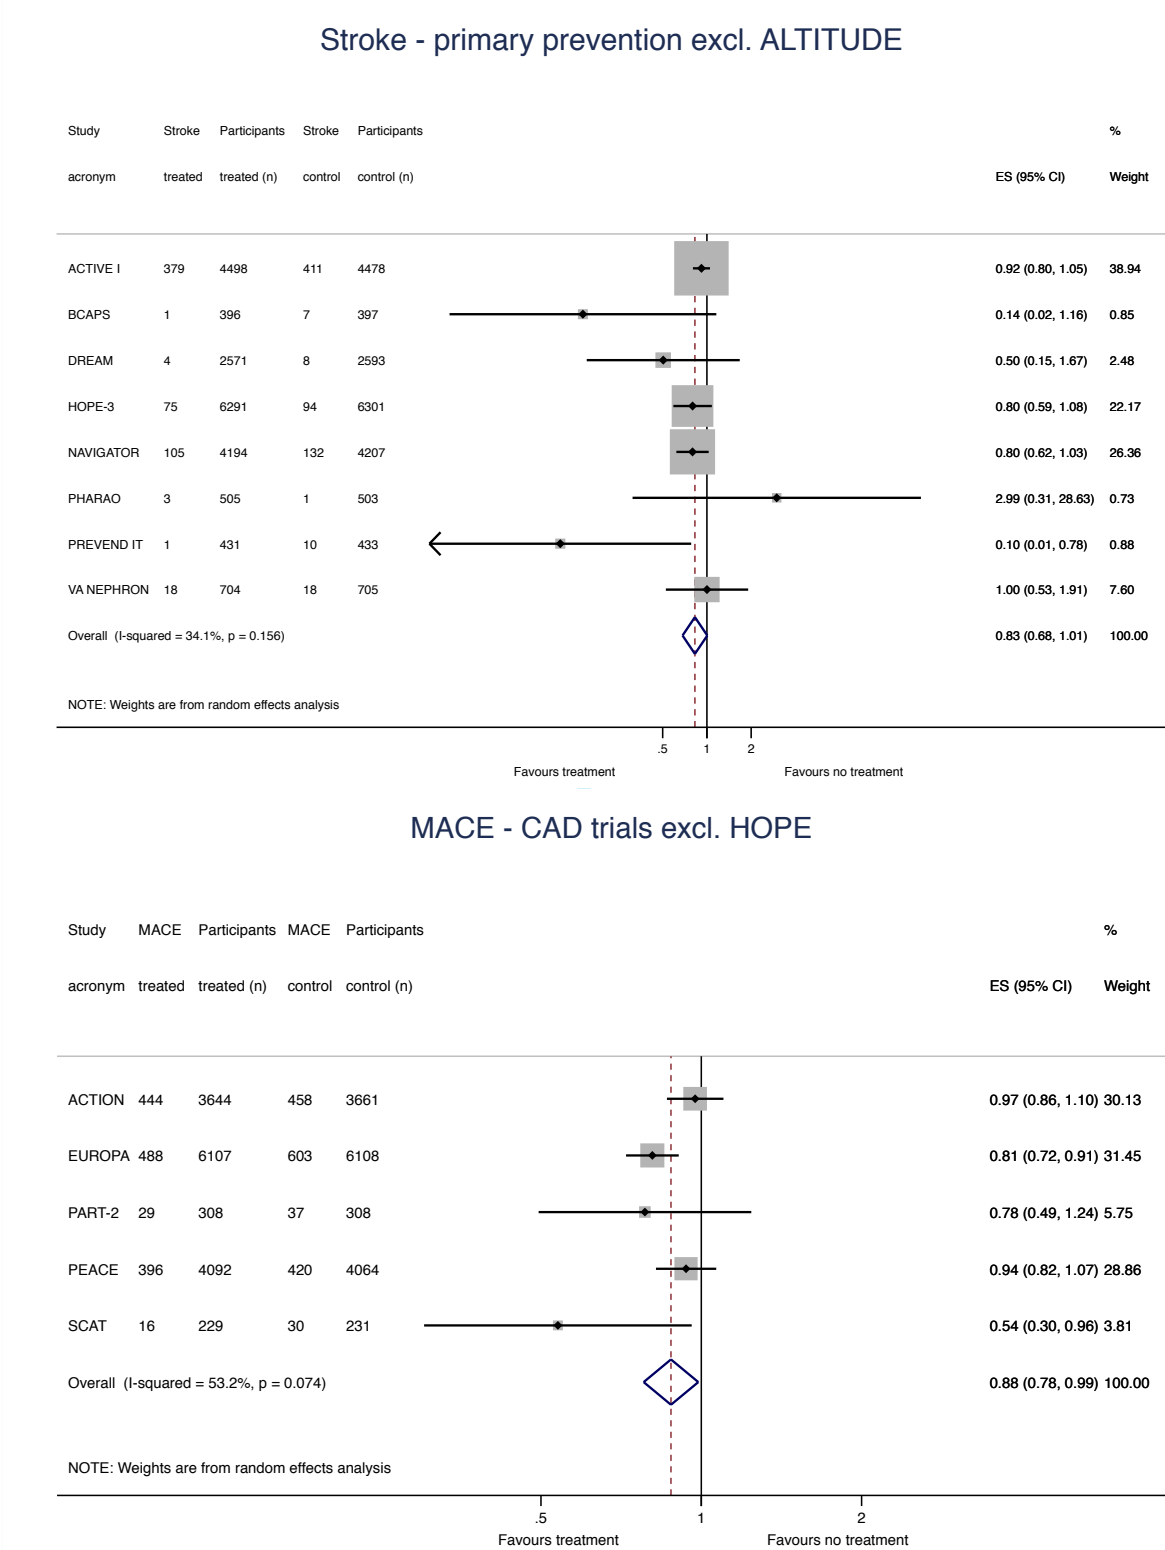 Stroke - primary prevention excl. ALTITUDE
Study Stroke Participants Stroke Participants %
acronym treated treated (n) control control (n) ES (95% CI) Weight
ACTIVE I 379 4498 411 4478 0.92 (0.80, 1.05) 38.94
BCAPS 1 396 7 397 0.14 (0.02, 1.16) 0.85
DREAM 4 2571 8 2593 0.50 (0.15, 1.67) 2.48
HOPE-3 75 6291 94 6301 0.80 (0.59, 1.08) 22.17
NAVIGATOR 105 4194 132 4207 0.80 (0.62, 1.03) 26.36
PHARAO 3 505 1 503 2.99 (0.31, 28.63) 0.73
PREVEND IT 1 431 10 433 0.10 (0.01, 0.78) 0.88
VA NEPHRON 18 704 18 705 1.00 (0.53, 1.91) 7.60
Overall (I-squared = 34.1%, p = 0.156) 0.83 (0.68, 1.01) 100.00
NOTE: Weights are from random effects analysis
.5 1 2
Favours treatment Favours no treatment
MACE - CAD trials excl. HOPE
Study MACE Participants MACE Participants %
acronym treated treated (n) control control (n) ES (95% CI) Weight
ACTION 444 3644 458 3661 0.97 (0.86, 1.10) 30.13
EUROPA 488 6107 603 6108 0.81 (0.72, 0.91) 31.45
PART-2 29 308 37 308 0.78 (0.49, 1.24) 5.75
PEACE 396 4092 420 4064 0.94 (0.82, 1.07) 28.86
SCAT 16 229 30 231 0.54 (0.30, 0.96) 3.81
Overall (I-squared = 53.2%, p = 0.074) 0.88 (0.78, 0.99) 100.00
NOTE: Weights are from random effects analysis
.5 1 2
Favours treatment Favours no treatment